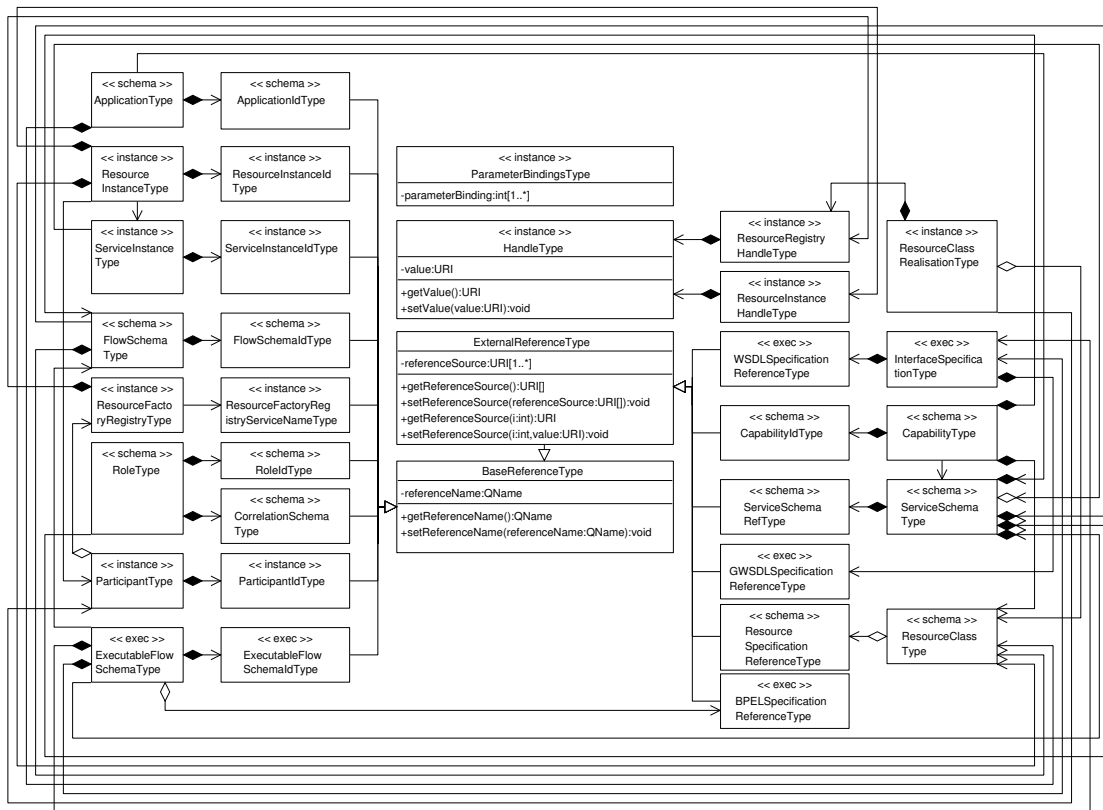 << schema >>
ApplicationType
<< schema >>
ApplicationIdType
<< instance >>
Resource
InstanceType
<< instance >>
ResourceInstanceId
Type
<< instance >>
ServiceInstance
Type
<< instance >>
ServiceInstanceIdType
<< schema >>
FlowSchema
Type
<< schema >>
FlowSchemaIdType
<< instance >>
ResourceFacto
ryRegistryType
<< instance >>
ResourceFactoryReg
istryServiceNameType
<< schema >>
RoleType
<< schema >>
RoleIdType
<< schema >>
CorrelationSchema
Type
<< instance >>
ParticipantType
<< instance >>
ParticipantIdType
<< exec >>
ExecutableFlow
SchemaType
<< exec >>
ExecutableFlow
SchemaIdType
<< instance >>
ParameterBindingsType
-parameterBinding:int[1..*]
<< instance >>
HandleType
-value:URI
+getValue():URI
+setValue(value:URI):void
ExternalReferenceType
-referenceSource:URI[1..*]
+getReferenceSource():URI[]
+setReferenceSource(referenceSource:URI[]):void
+getReferenceSource(i:int):URI
+setReferenceSource(i:int,value:URI):void
BaseReferenceType
-referenceName:QName
+getReferenceName():QName
+setReferenceName(referenceName:QName):void
<< instance >>
ResourceRegistry
HandleType
<< instance >>
ResourceInstance
HandleType
<< instance >>
ResourceClass
RealisationType
<< exec >>
WSDLSpecification
ReferenceType
<< exec >>
InterfaceSpecifica
tionType
<< schema >>
CapabilityIdType
<< schema >>
CapabilityType
<< schema >>
ServiceSchema
RefType
<< schema >>
ServiceSchema
Type
<< exec >>
GWSDLSpecification
ReferenceType
<< schema >>
Resource
Specification
ReferenceType
<< schema >>
ResourceClass
Type
<< exec >>
BPELSpecification
ReferenceType